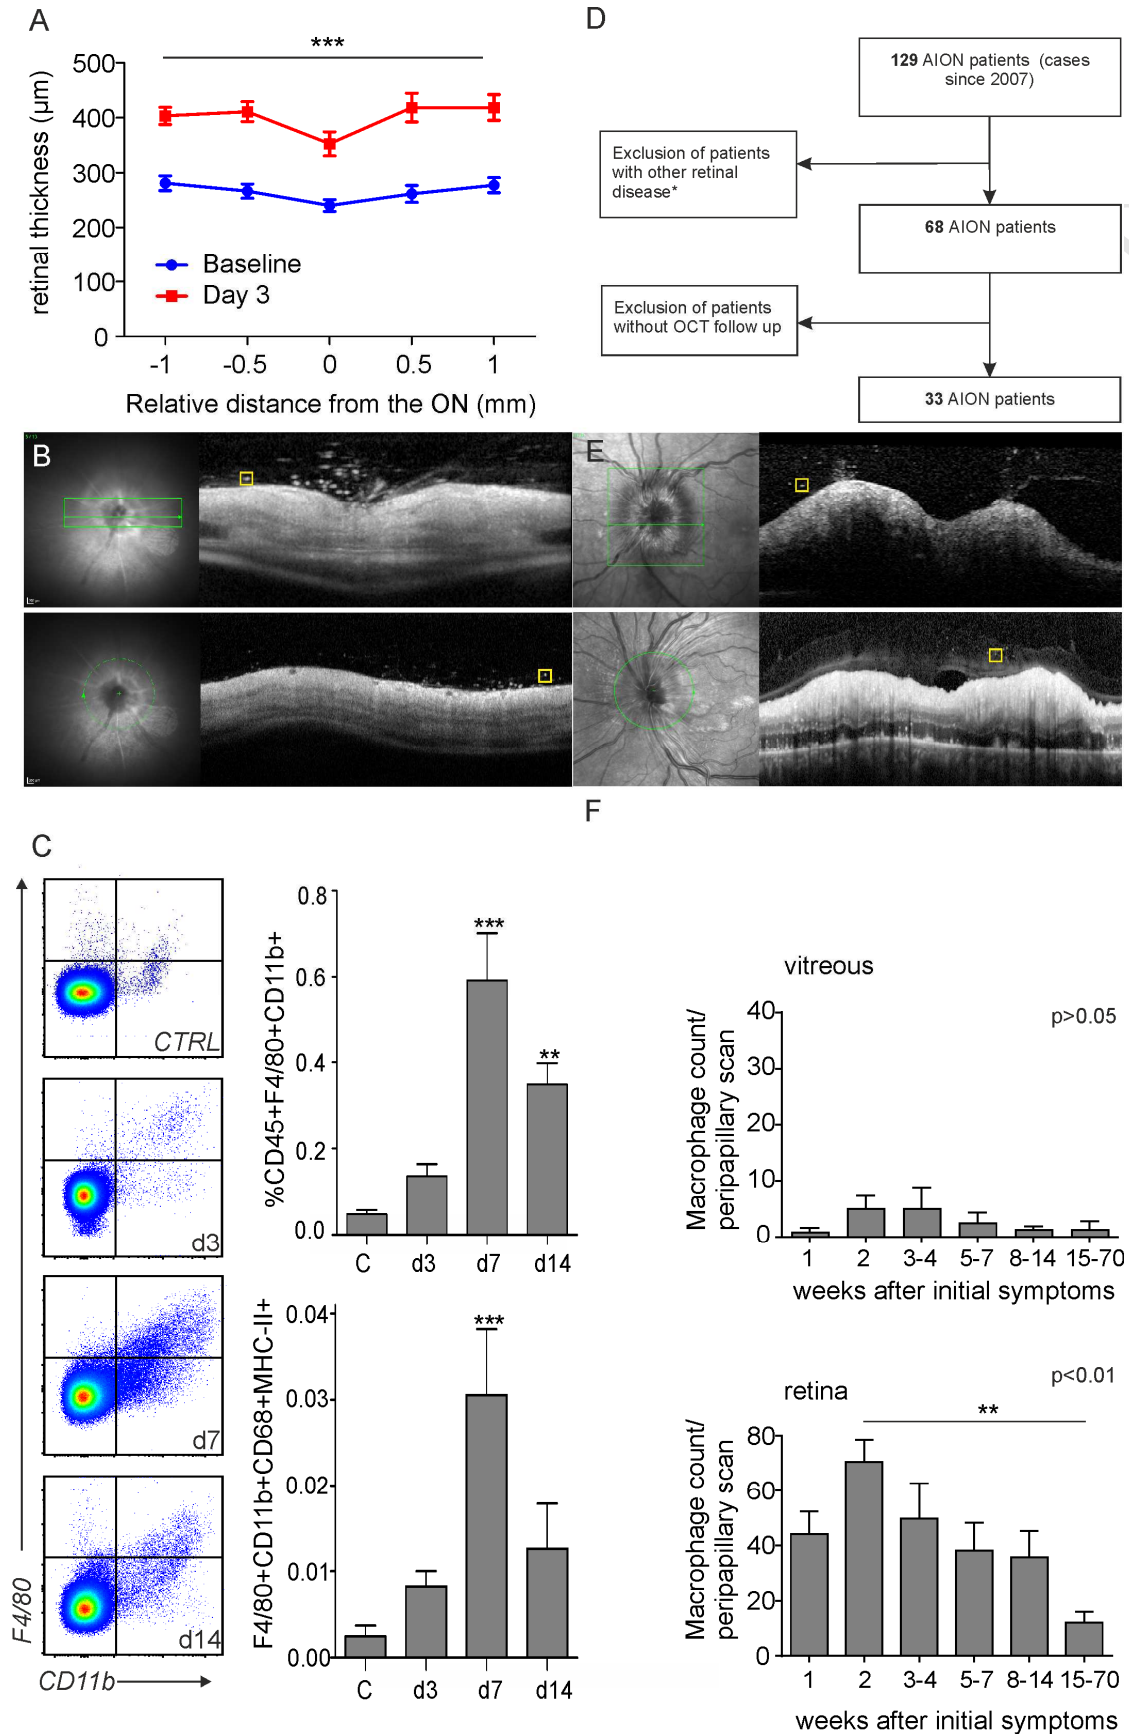 A
***
500
400
300
200
100
0
retinal thickness (µm)
Baseline
Day 3
-1 -0.5 0 0.5 1
Relative distance from the ON (mm)
D
129 AION patients (cases
since 2007)
Exclusion of patients
with other retinal
disease*
68 AION patients
Exclusion of patients
without OCT follow up
33 AION patients
B
E
C
F4/80
CD11b
CTRL
d3
d7
d14
%CD45+F4/80+CD11b+
0.8
0.6
0.4
0.2
0.0
***
**
C d3 d7 d14
F4/80+CD11b+CD68+MHC-II+
0.04
0.03
0.02
0.01
0.00
***
C d3 d7 d14
F
vitreous
p>0.05
Macrophage count/
peripapillary scan
40
30
20
10
0
1 2 3-4 5-7 8-14 15-70
weeks after initial symptoms
retina
p<0.01
**
Macrophage count/
peripapillary scan
80
60
40
20
0
1 2 3-4 5-7 8-14 15-70
weeks after initial symptoms